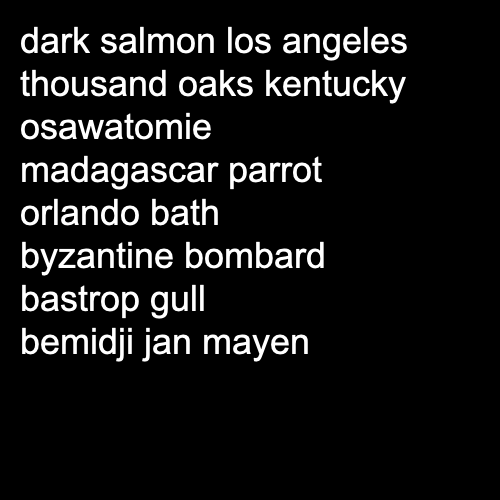 dark salmon los angeles
thousand oaks kentucky
osawatomie
madagascar parrot
orlando bath
byzantine bombard
bastrop gull
bemidji jan mayen